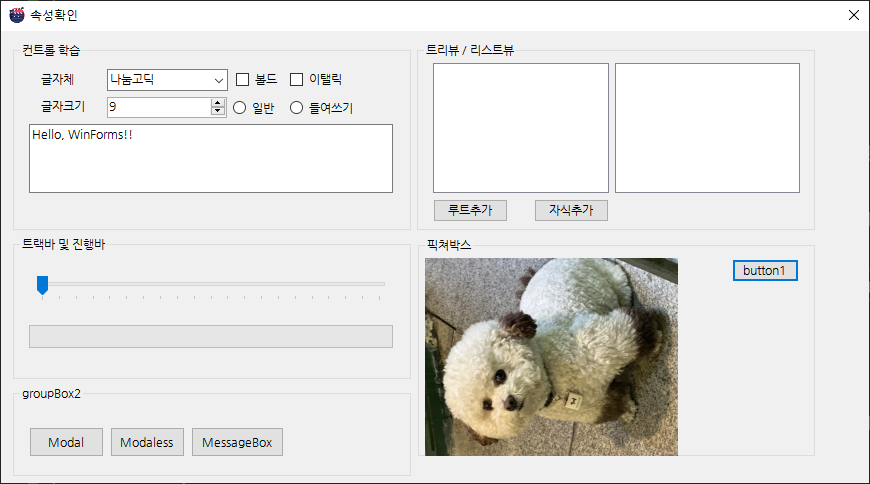 속성확인
컨트롤 학습
글자체
나눔고딕
볼드
이탤릭
글자크기
9
일반
들여쓰기
Hello, WinForms!!
트리뷰 / 리스트뷰
루트추가
자식추가
트랙바 및 진행바
픽쳐박스
button1
groupBox2
Modal
Modaless
MessageBox